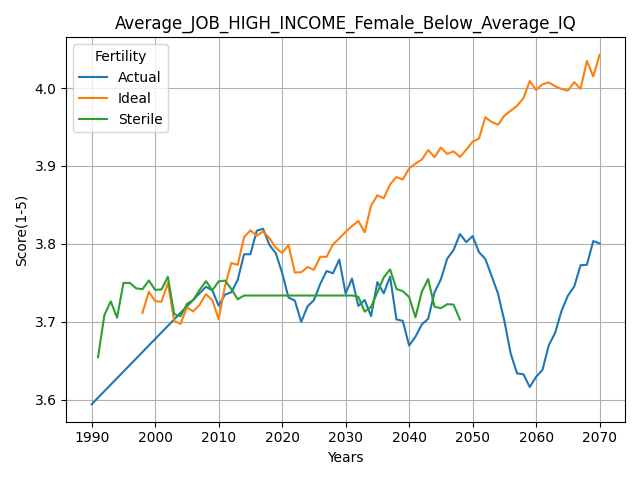 Average_JOB_HIGH_INCOME_Female_Below_Average_IQ
Fertility
Actual
Ideal
Sterile
Score(1-5)
4.0
3.9
3.8
3.7
3.6
1990 2000 2010 2020 2030 2040 2050 2060 2070
Years